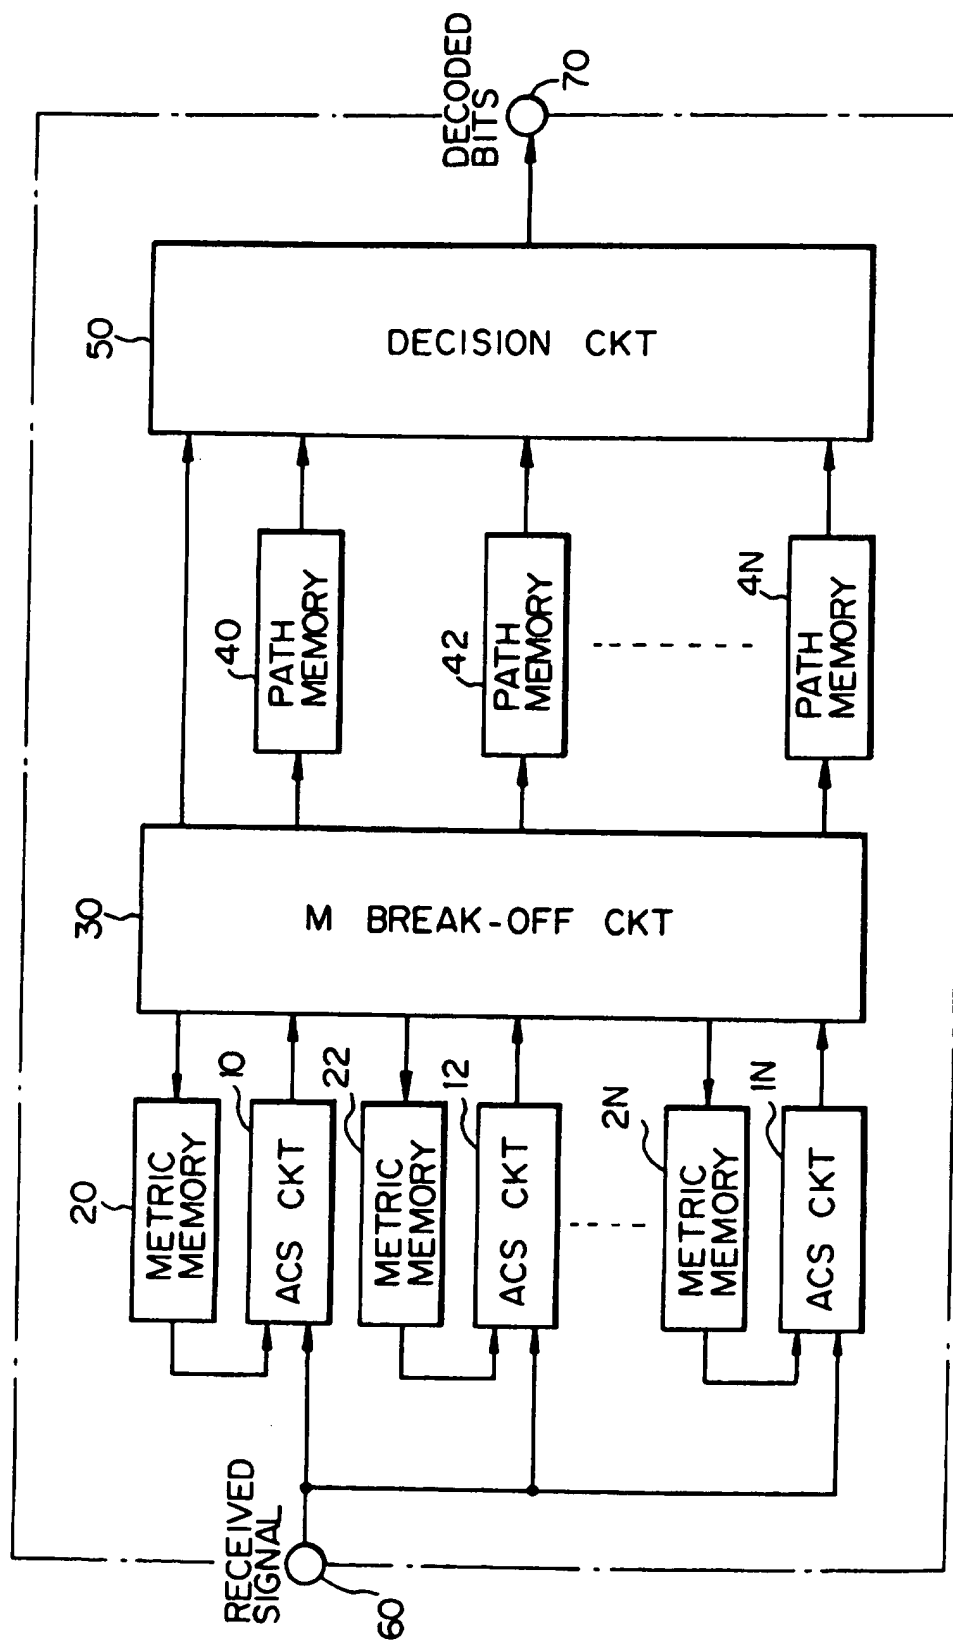 RECEIVED
SIGNAL
60
20
METRIC
MEMORY
10
ACS CKT
22
METRIC
MEMORY
12
ACS CKT
2N
METRIC
MEMORY
1N
ACS CKT
30
M BREAK-OFF CKT
40
PATH
MEMORY
42
PATH
MEMORY
4N
PATH
MEMORY
50
DECISION CKT
DECODED
BITS
70